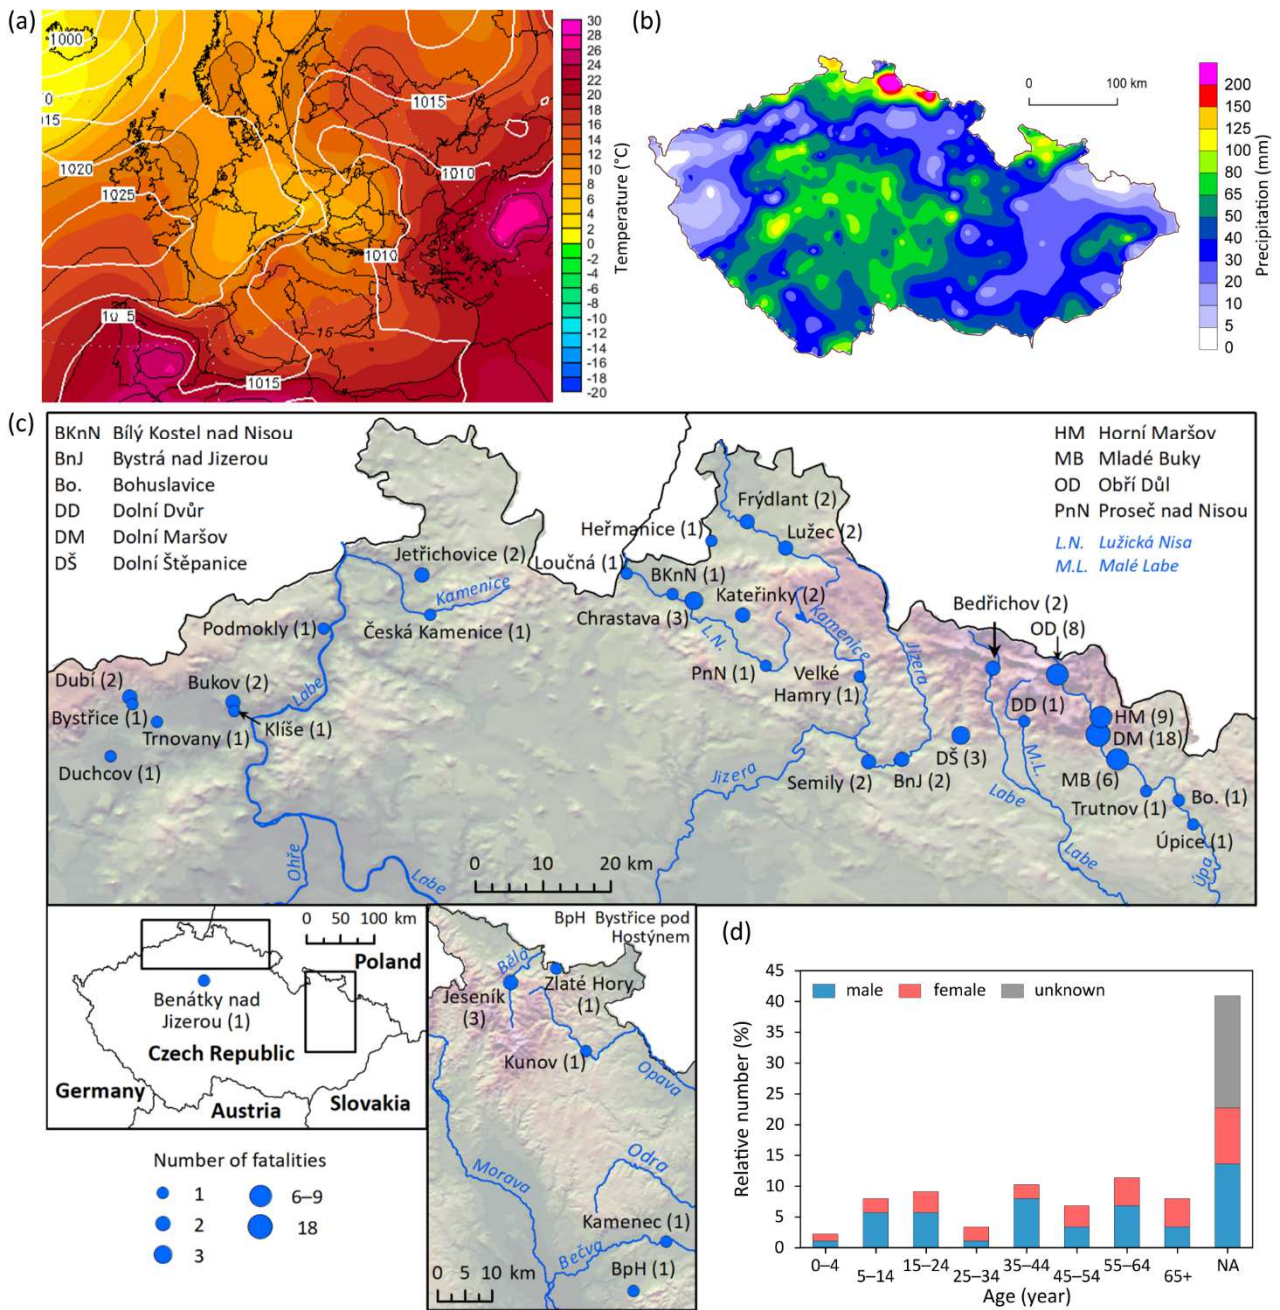 (a)
1000
1015
1020
1025
1015
1010
1010
1015
15
Temperature (°C)
30
28
26
24
22
20
18
16
14
12
10
8
6
4
2
0
-2
-4
-6
-8
-10
-12
-14
-16
-18
-20
(b)
0 100 km
Precipitation (mm)
200
150
125
100
80
65
50
40
30
20
10
5
0
(c)
BKnN Bílý Kostel nad Nisou
BnJ Bystrá nad Jizerou
Bo. Bohuslavice
DD Dolní Dvůr
DM Dolní Maršov
DŠ Dolní Štěpanice
HM Horní Maršov
MB Mladé Buky
OD Obří Důl
PnN Proseč nad Nisou
L.N. Lužická Nisa
M.L. Malé Labe
Frýdlant (2)
Heřmanice (1)
Lužec (2)
Jetřichovice (2)
Loučná (1)
BKnN (1)
Kateřinky (2)
Bedřichov (2)
OD (8)
Kamenice
Chrastava (3)
Kamenice
Podmokly (1)
Česká Kamenice (1)
L.N.
Jizera
PnN (1)
Velké
Hamry (1)
Dubí (2)
Bukov (2)
Labe
DD (1)
HM (9)
Bystřice (1)
Trnovany (1)
Klíše (1)
DM (18)
Duchcov (1)
Jizera
Semily (2)
BnJ (2)
DŠ (3)
M.L.
MB (6)
Labe
Trutnov (1)
Bo. (1)
Úpice (1)
Ohře
Labe
0 10 20 km
Labe
Úpa
0 50 100 km
Poland
Benátky nad
Jizerou (1)
Czech Republic
Germany
Austria
Slovakia
Number of fatalities
1
2
3
6–9
18
BpH Bystřice pod
Hostýnem
Bělá
Zlaté Hory
(1)
Jeseník
(3)
Kunov (1)
Opava
Odra
Morava
Kamenec (1)
Bečva
BpH (1)
0 5 10 km
(d)
male female unknown
Relative number (%)
45
40
35
30
25
20
15
10
5
0
0–4
5–14
15–24
25–34
35–44
45–54
55–64
65+
NA
Age (year)